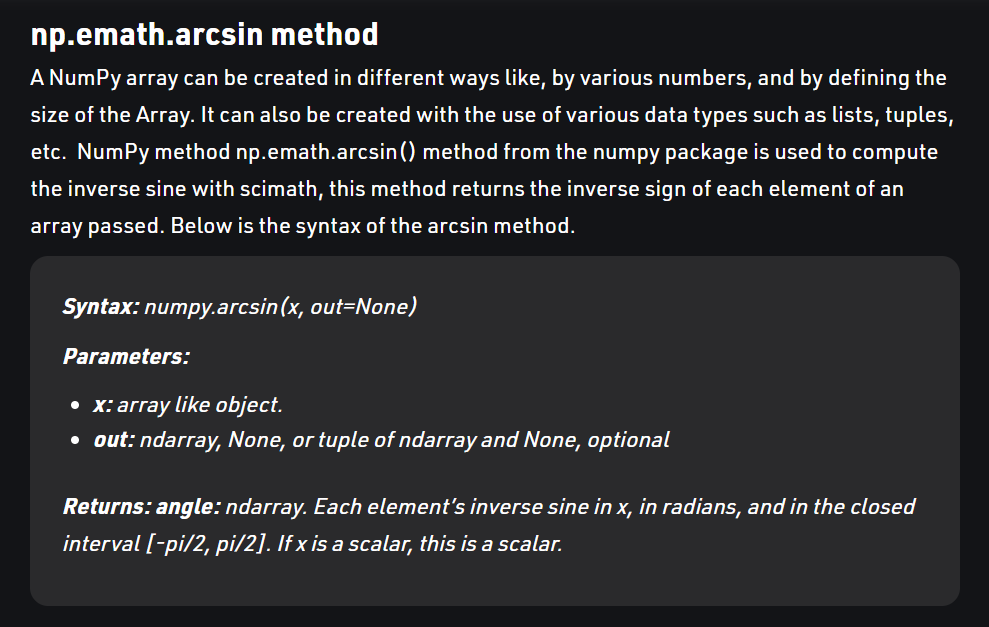 np.emath.arcsin method
A NumPy array can be created in different ways like, by various numbers, and by defining the
size of the Array. It can also be created with the use of various data types such as lists, tuples,
etc.  NumPy method np.emath.arcsin() method from the numpy package is used to compute
the inverse sine with scimath, this method returns the inverse sign of each element of an
array passed. Below is the syntax of the arcsin method.
Syntax: numpy.arcsin(x, out=None)
Parameters:
• x: array like object.
• out: ndarray, None, or tuple of ndarray and None, optional
Returns: angle: ndarray. Each element’s inverse sine in x, in radians, and in the closed
interval [-pi/2, pi/2]. If x is a scalar, this is a scalar.